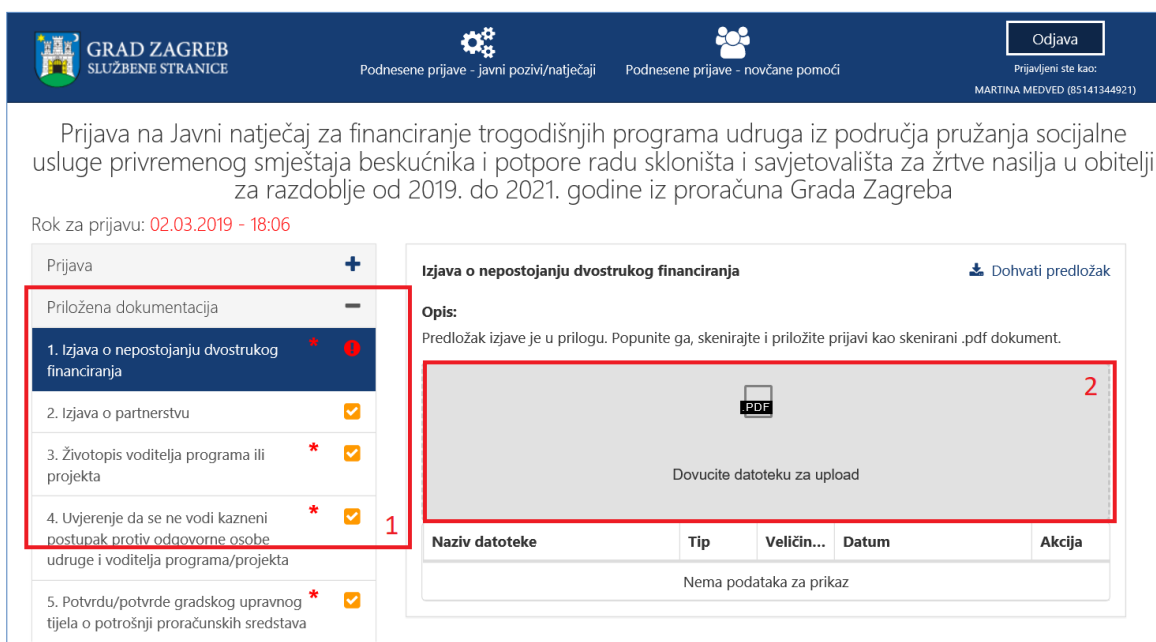 GRAD ZAGREB
SLUŽBENE STRANICE
Podnesene prijave - javni pozivi/natječaji
Podnesene prijave - novčane pomoći
Odjava
Prijavljeni ste kao:
MARTINA MEDVED (85141344921)
Prijava na Javni natječaj za financiranje trogodišnjih programa udruga iz područja pružanja socijalne
usluge privremenog smještaja beskućnika i potpore radu skloništa i savjetovališta za žrtve nasilja u obitelji
za razdoblje od 2019. do 2021. godine iz proračuna Grada Zagreba
Rok za prijavu: 02.03.2019 - 18:06
Prijava
Priložena dokumentacija
1. Izjava o nepostojanju dvostrukog *
financiranja
2. Izjava o partnerstvu
3. Životopis voditelja programa ili *
projekta
4. Uvjerenje da se ne vodi kazneni *
postupak protiv odgovorne osobe
udruge i voditelja programa/projekta
5. Potvrdu/potvrde gradskog upravnog *
tijela o potrošnji proračunskih sredstava
1
Izjava o nepostojanju dvostrukog financiranja
Dohvati predložak
Opis:
Predložak izjave je u prilogu. Popunite ga, skenirajte i priložite prijavi kao skenirani .pdf dokument.
2
.PDF
Dovucite datoteku za upload
Naziv datoteke Tip Veličin... Datum Akcija
Nema podataka za prikaz